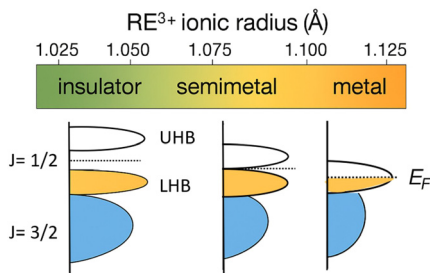 RE3+ ionic radius (Å)
1.025 1.050 1.075 1.100 1.125
insulator semimetal metal
UHB
J= 1/2
LHB
EF
J= 3/2